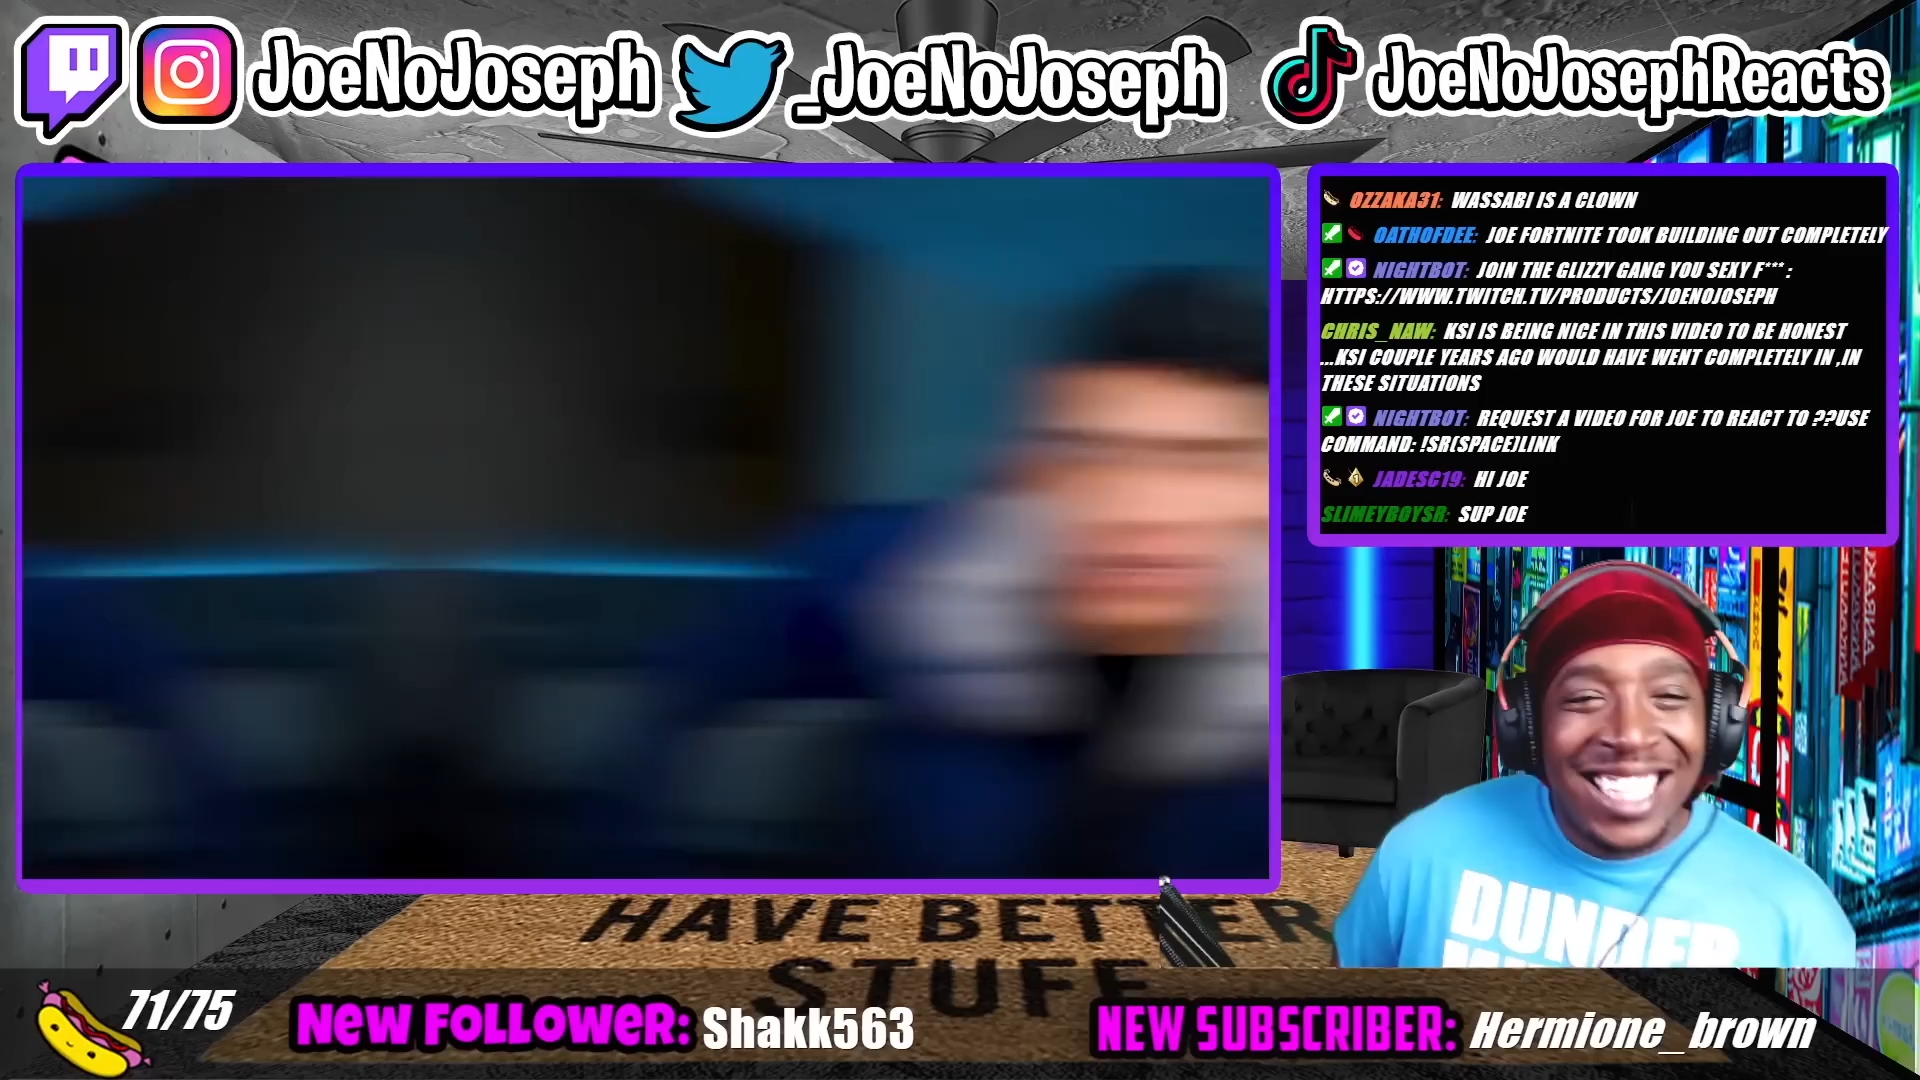 JoeNoJoseph _JoeNoJoseph JoeNoJosephReacts
OZZAKA31: WASSABI IS A CLOWN
OATHOFDEE: JOE FORTNITE TOOK BUILDING OUT COMPLETELY
NIGHTBOT: JOIN THE GLIZZY GANG YOU SEXY F*** :
HTTPS://WWW.TWITCH.TV/PRODUCTS/JOENOJOSEPH
CHRIS_NAW: KSI IS BEING NICE IN THIS VIDEO TO BE HONEST
...KSI COUPLE YEARS AGO WOULD HAVE WENT COMPLETELY IN ,IN
THESE SITUATIONS
NIGHTBOT: REQUEST A VIDEO FOR JOE TO REACT TO ??USE
COMMAND: !SR(SPACE)LINK
JADESC19: HI JOE
SLIMEYBOYSR: SUP JOE
DUNDER
HAVE BETTER
STUFF
71/75
NEW FOLLOWER: Shakk563
NEW SUBSCRIBER: Hermione_brown